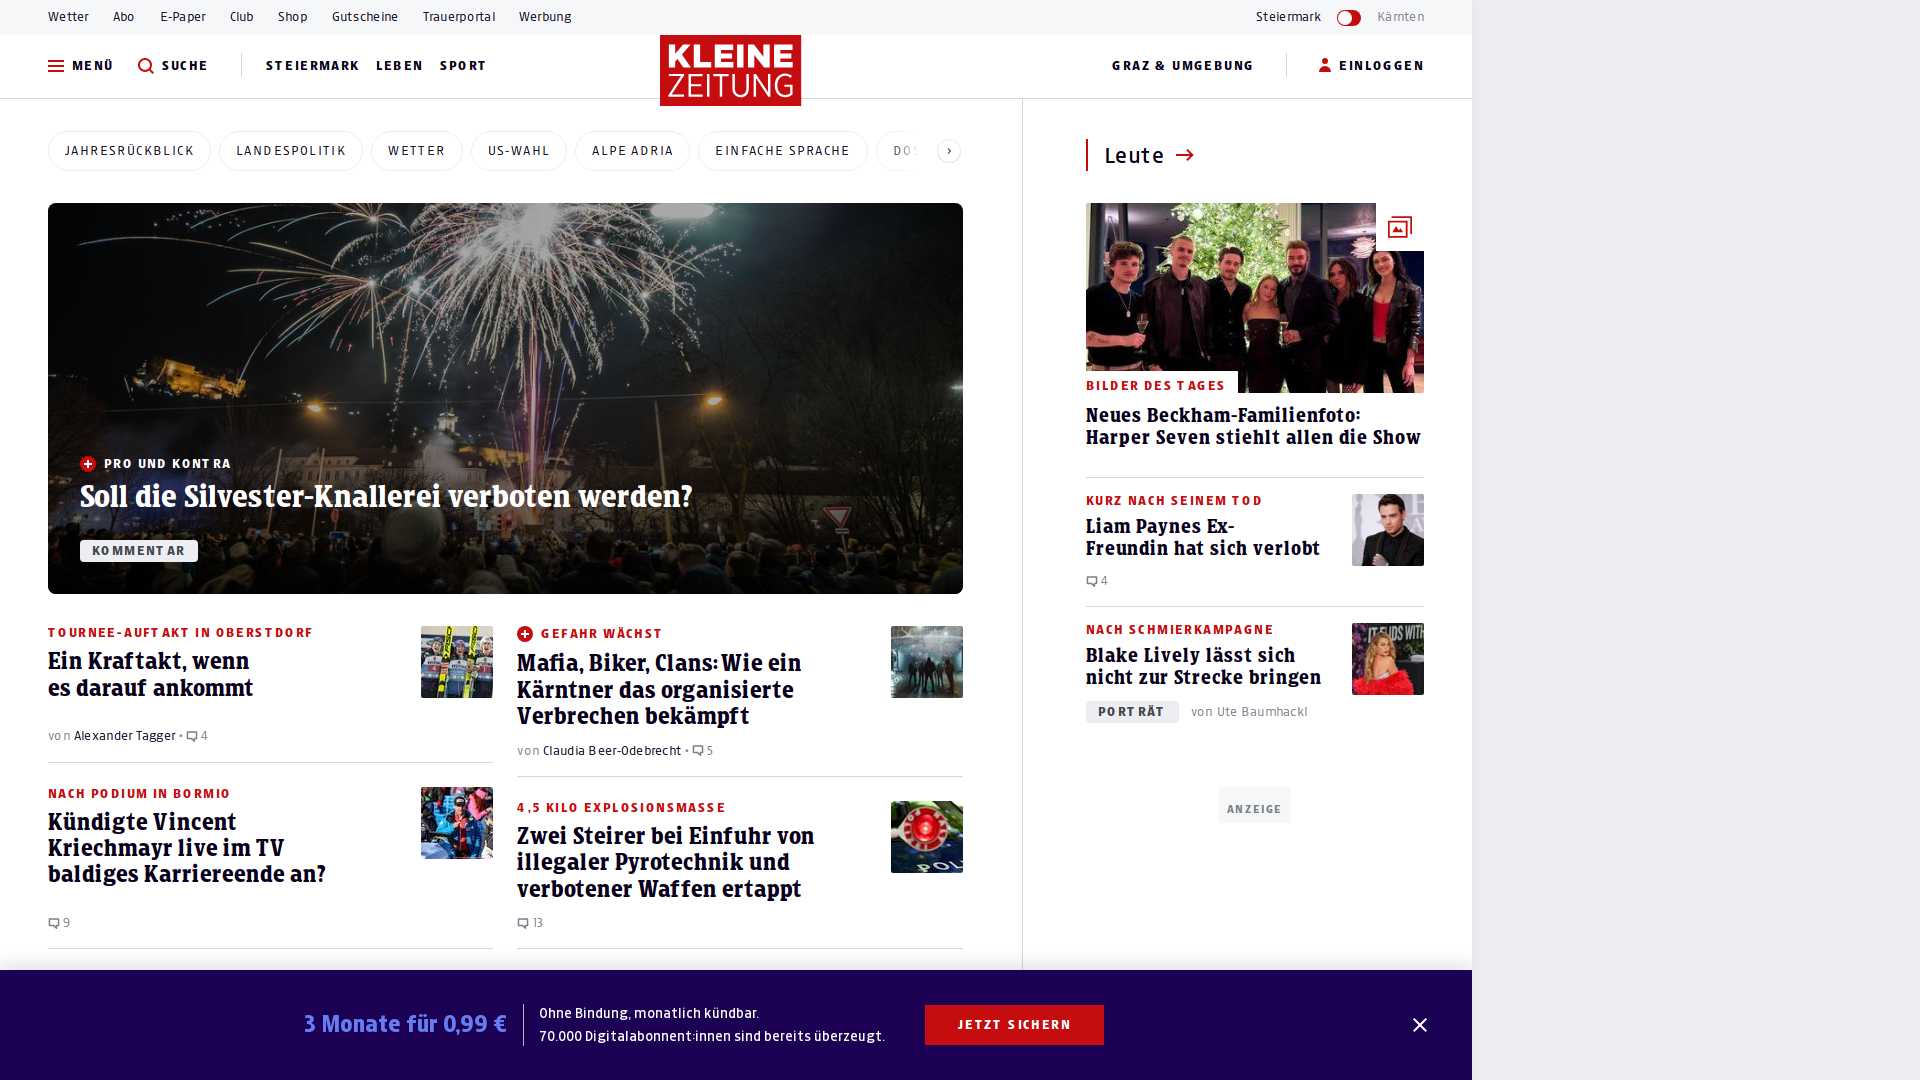 Wetter Abo E-Paper Club Shop Gutscheine Trauerportal Werbung Steiermark Kärnten
MENÜ SUCHE STEIERMARK LEBEN SPORT KLEINE ZEITUNG GRAZ & UMGEBUNG EINLOGGEN
JAHRESRÜCKBLICK LANDESPOLITIK WETTER US-WAHL ALPE ADRIA EINFACHE SPRACHE
PRO UND KONTRA
Soll die Silvester-Knallerei verboten werden?
KOMMENTAR
TOURNEE-AUFTAKT IN OBERSTDORF
Ein Kraftakt, wenn
es darauf ankommt
von Alexander Tagger • 4
GEFAHR WÄCHST
Mafia, Biker, Clans: Wie ein
Kärntner das organisierte
Verbrechen bekämpft
von Claudia Beer-Odebrecht • 5
NACH PODIUM IN BORMIO
Kündigte Vincent
Kriechmayr live im TV
baldiges Karriereende an?
9
4,5 KILO EXPLOSIONSMASSE
Zwei Steirer bei Einfuhr von
illegaler Pyrotechnik und
verbotener Waffen ertappt
13
Leute
BILDER DES TAGES
Neues Beckham-Familienfoto:
Harper Seven stiehlt allen die Show
KURZ NACH SEINEM TOD
Liam Paynes Ex-
Freundin hat sich verlobt
4
NACH SCHMIERKAMPAGNE
Blake Lively lässt sich
nicht zur Strecke bringen
PORTRÄT von Ute Baumhackl
ANZEIGE
3 Monate für 0,99 €
Ohne Bindung, monatlich kündbar.
70.000 Digitalabonnent:innen sind bereits überzeugt.
JETZT SICHERN